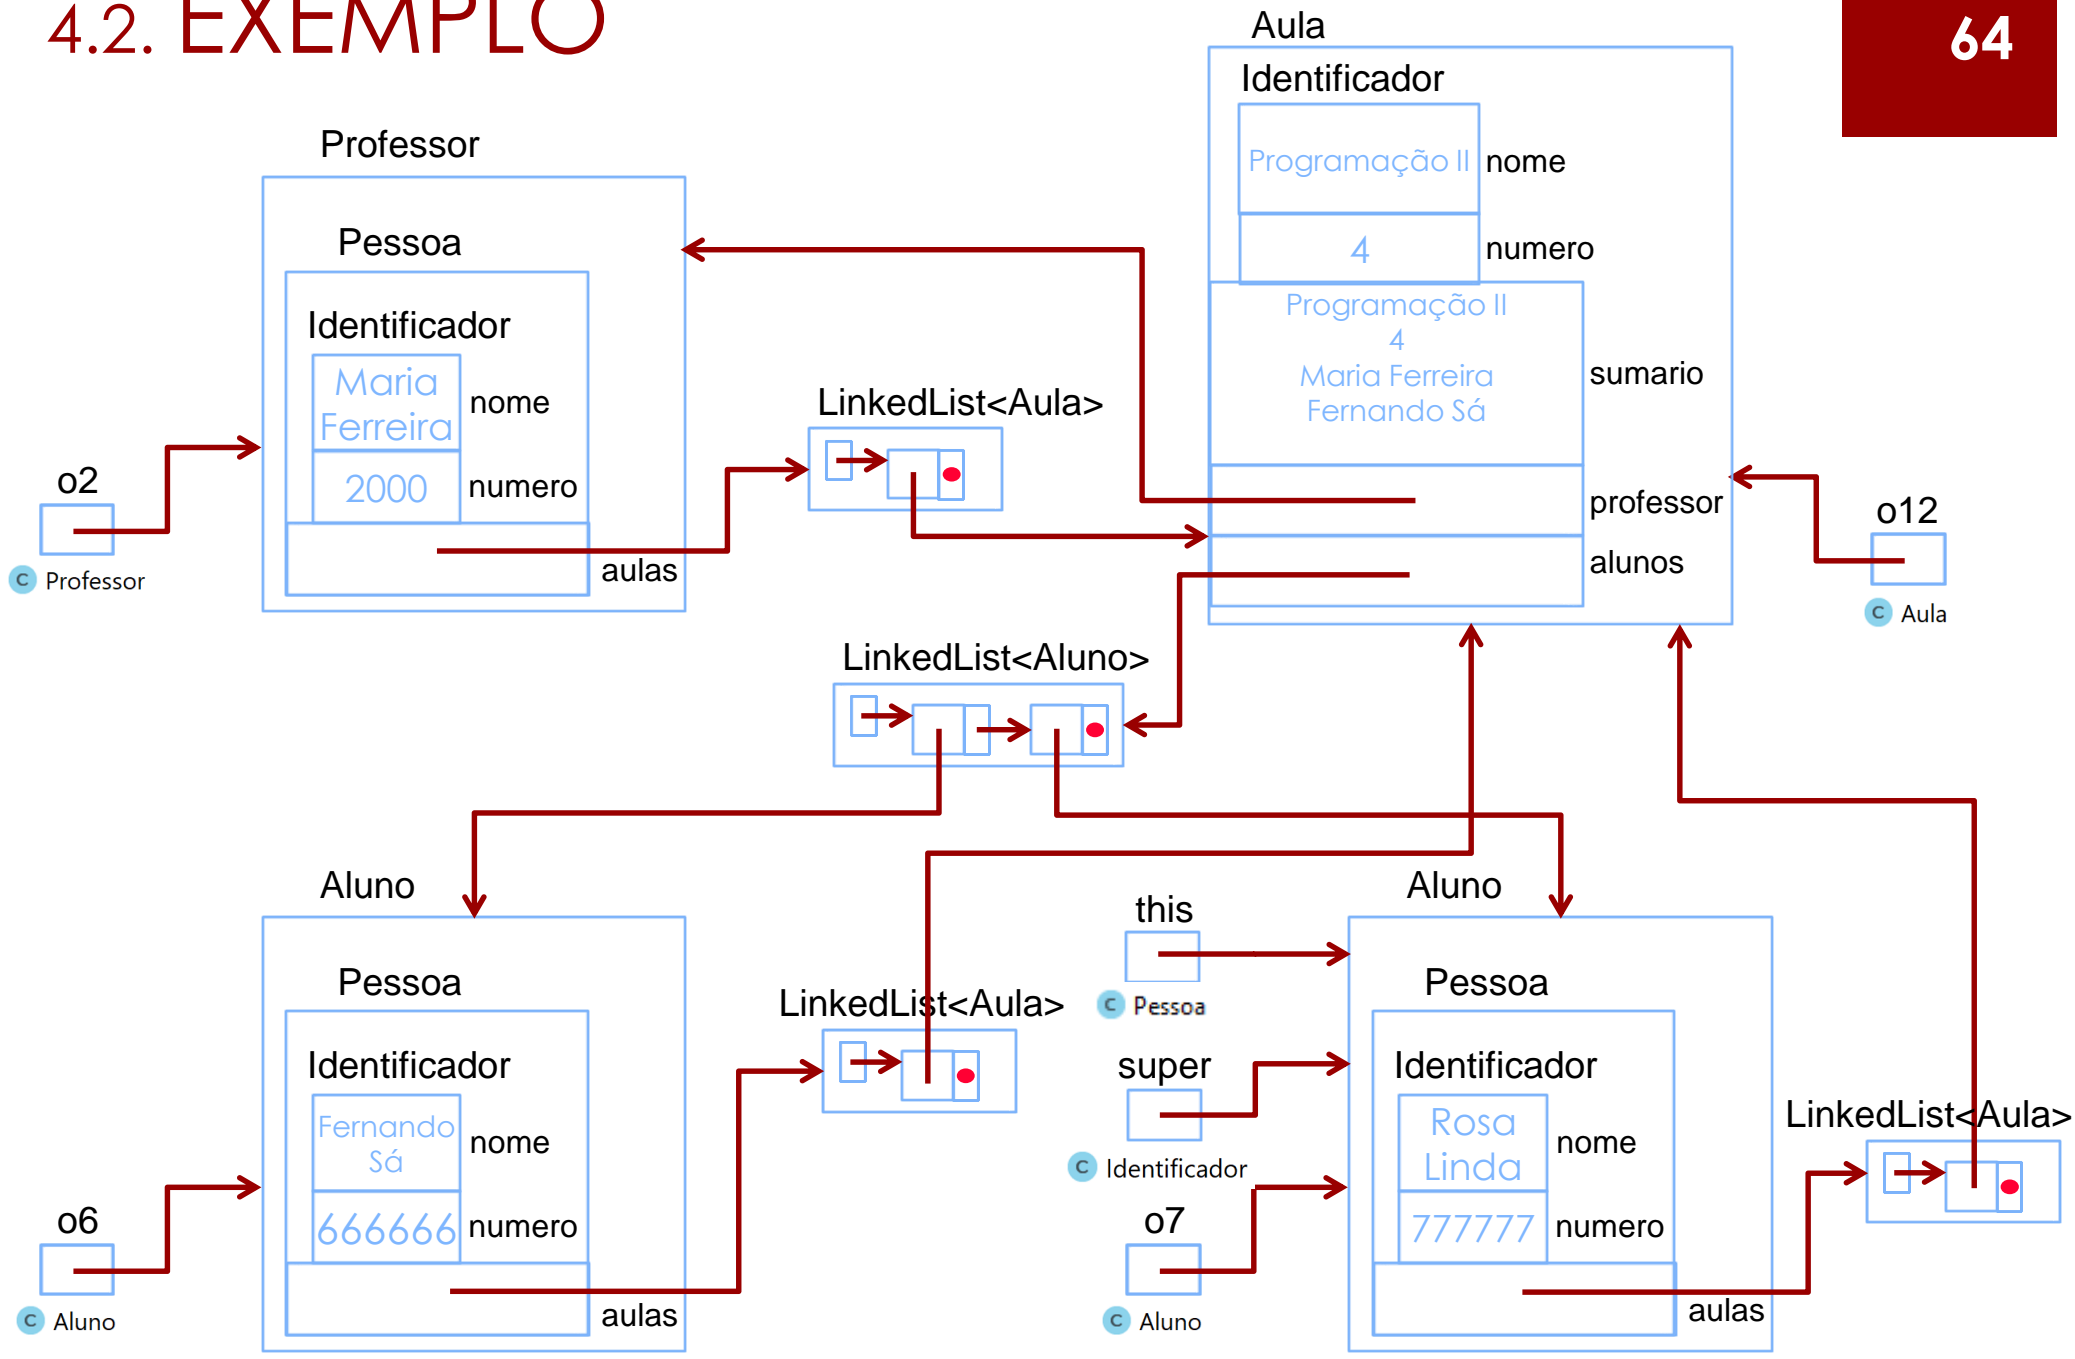 4.2. EXEMPLO
64
Aula
Identificador
Programação II
nome
4
numero
Programação II
4
Maria Ferreira
Fernando Sá
sumario
professor
alunos
o12
C Aula
Professor
Pessoa
Identificador
Maria
Ferreira
nome
2000
numero
aulas
o2
C Professor
LinkedList<Aula>
LinkedList<Aluno>
Aluno
Pessoa
Identificador
Fernando
Sá
nome
666666
numero
aulas
o6
C Aluno
LinkedList<Aula>
this
C Pessoa
super
C Identificador
o7
C Aluno
Aluno
Pessoa
Identificador
Rosa
Linda
nome
777777
numero
aulas
LinkedList<Aula>